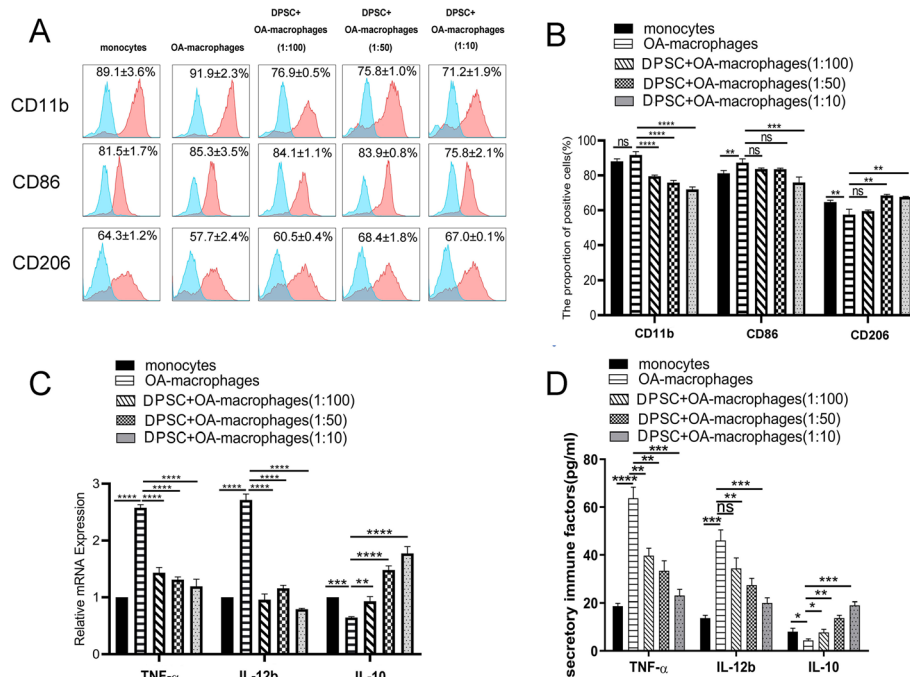 A
monocytes
OA-macrophages
DPSC+
OA-macrophages
(1:100)
DPSC+
OA-macrophages
(1:50)
DPSC+
OA-macrophages
(1:10)
CD11b
89.1±3.6%
91.9±2.3%
76.9±0.5%
75.8±1.0%
71.2±1.9%
CD86
81.5±1.7%
85.3±3.5%
84.1±1.1%
83.9±0.8%
75.8±2.1%
CD206
64.3±1.2%
57.7±2.4%
60.5±0.4%
68.4±1.8%
67.0±0.1%
B
monocytes
OA-macrophages
DPSC+OA-macrophages(1:100)
DPSC+OA-macrophages(1:50)
DPSC+OA-macrophages(1:10)
The proportion of positive cells(%)
100
80
60
40
20
0
****
****
ns ****
***
ns
** ns
**
**
** ns
CD11b
CD86
CD206
C
monocytes
OA-macrophages
DPSC+OA-macrophages(1:100)
DPSC+OA-macrophages(1:50)
DPSC+OA-macrophages(1:10)
Relative mRNA Expression
3
2
1
0
****
****
**** ****
****
****
**** ****
****
****
*** **
TNF-α
IL-12b
IL-10
D
monocytes
OA-macrophages
DPSC+OA-macrophages(1:100)
DPSC+OA-macrophages(1:50)
DPSC+OA-macrophages(1:10)
secretory immune factors(pg/ml)
80
60
40
20
0
***
**
**
****
***
**
ns
***
***
**
*
*
TNF-α
IL-12b
IL-10